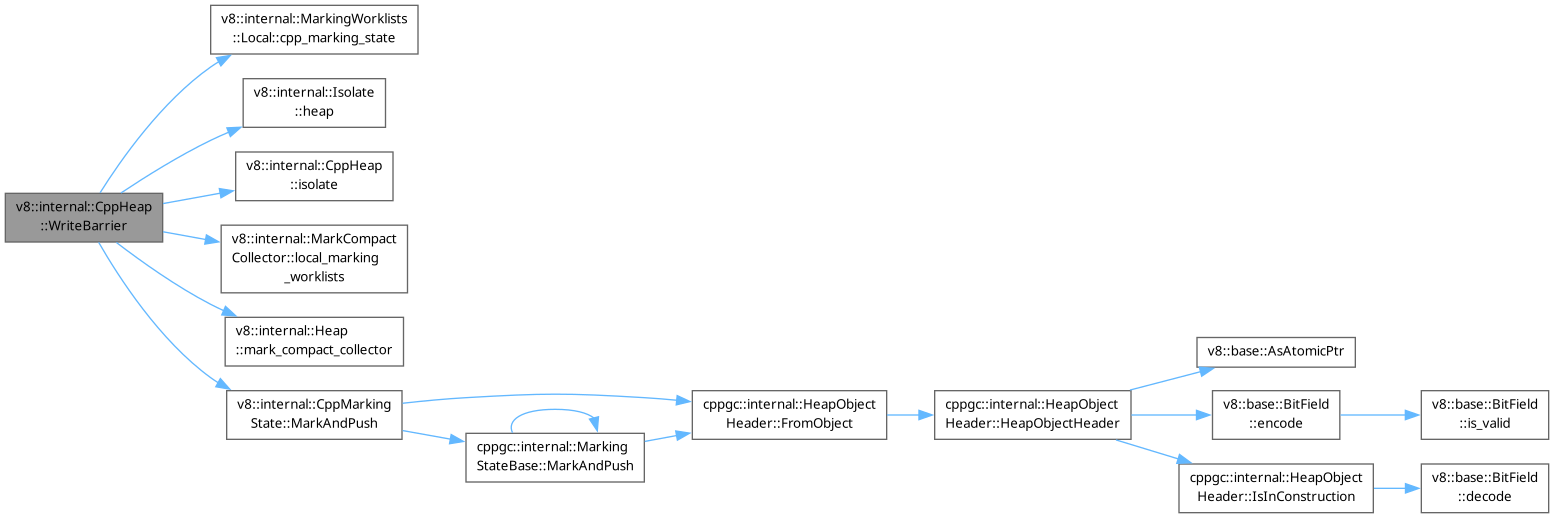 v8::internal::MarkingWorklists
::Local::cpp_marking_state
v8::internal::Isolate
::heap
v8::internal::CppHeap
::isolate
v8::internal::CppHeap
::WriteBarrier
v8::internal::MarkCompact
Collector::local_marking
_worklists
v8::internal::Heap
::mark_compact_collector
v8::internal::CppMarking
State::MarkAndPush
cppgc::internal::Marking
StateBase::MarkAndPush
cppgc::internal::HeapObject
Header::FromObject
cppgc::internal::HeapObject
Header::HeapObjectHeader
v8::base::AsAtomicPtr
v8::base::BitField
::encode
v8::base::BitField
::is_valid
cppgc::internal::HeapObject
Header::IsInConstruction
v8::base::BitField
::decode